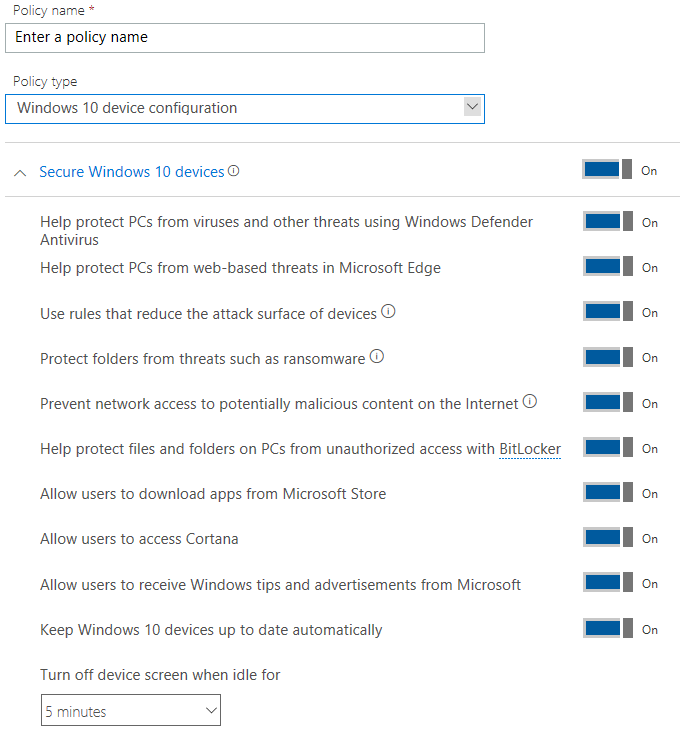 Policy name *
Enter a policy name
Policy type
Windows 10 device configuration
Secure Windows 10 devices On
Help protect PCs from viruses and other threats using Windows Defender On
Antivirus
Help protect PCs from web-based threats in Microsoft Edge On
Use rules that reduce the attack surface of devices On
Protect folders from threats such as ransomware On
Prevent network access to potentially malicious content on the Internet On
Help protect files and folders on PCs from unauthorized access with BitLocker On
Allow users to download apps from Microsoft Store On
Allow users to access Cortana On
Allow users to receive Windows tips and advertisements from Microsoft On
Keep Windows 10 devices up to date automatically On
Turn off device screen when idle for
5 minutes